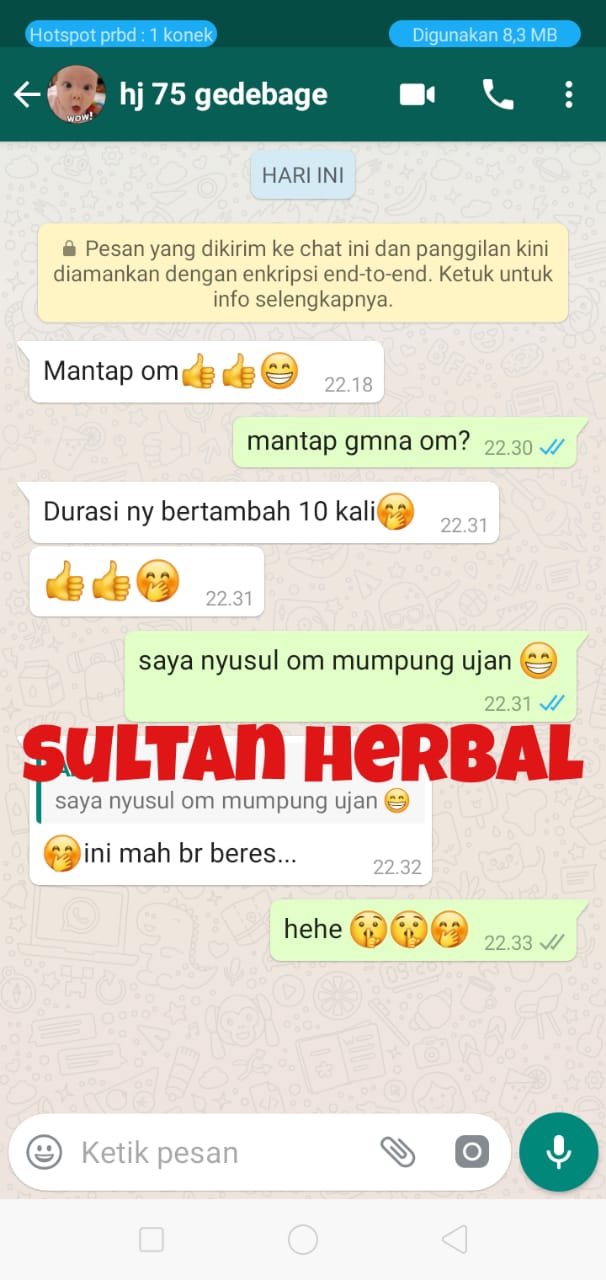 Hotspot prbd : 1 konek
Digunakan 8,3 MB
hj 75 gedebage
WOW!
HARI INI
Pesan yang dikirim ke chat ini dan panggilan kini
diamankan dengan enkripsi end-to-end. Ketuk untuk
info selengkapnya.
Mantap om👍👍😁 22.18
mantap gmna om? 22.30
Durasi ny bertambah 10 kali🤭 22.31
👍👍🤭 22.31
saya nyusul om mumpung ujan 😁
22.31
SULTAN HERBAL
saya nyusul om mumpung ujan 😁
🤭ini mah br beres... 22.32
hehe 🤫🤫🤭 22.33
Ketik pesan